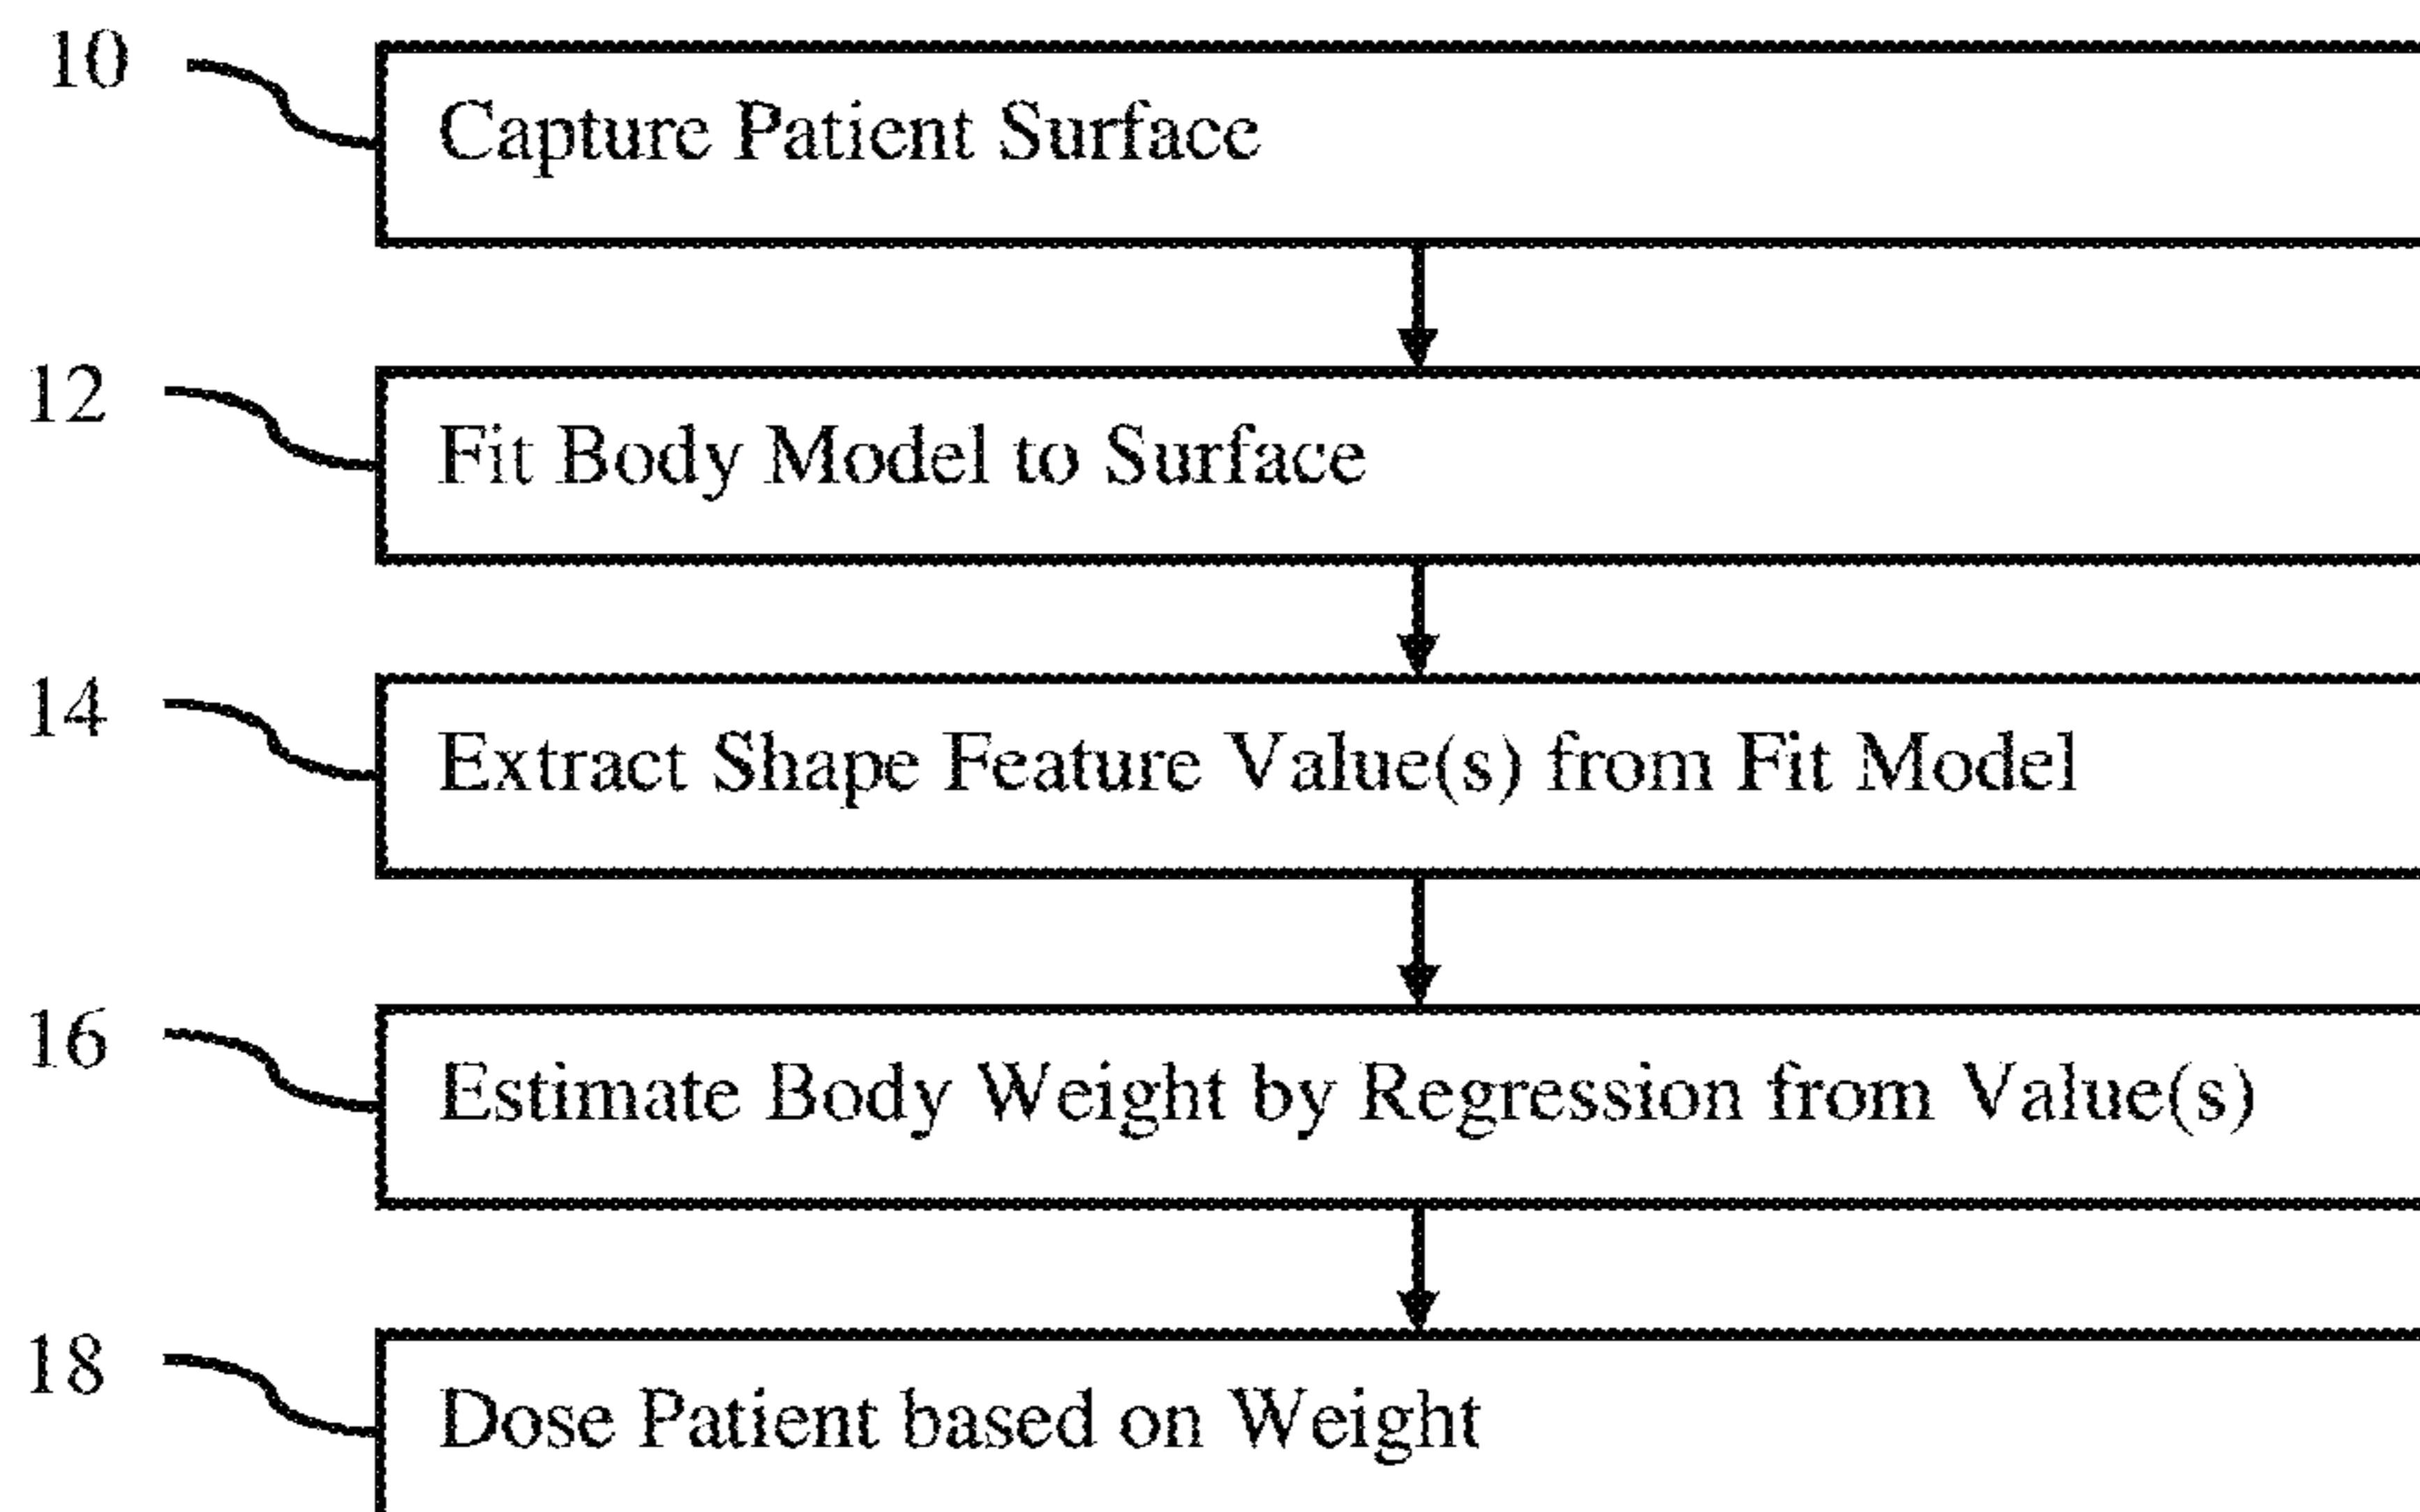 10 Capture Patient Surface
12 Fit Body Model to Surface
14 Extract Shape Feature Value(s) from Fit Model
16 Estimate Body Weight by Regression from Value(s)
18 Dose Patient based on Weight